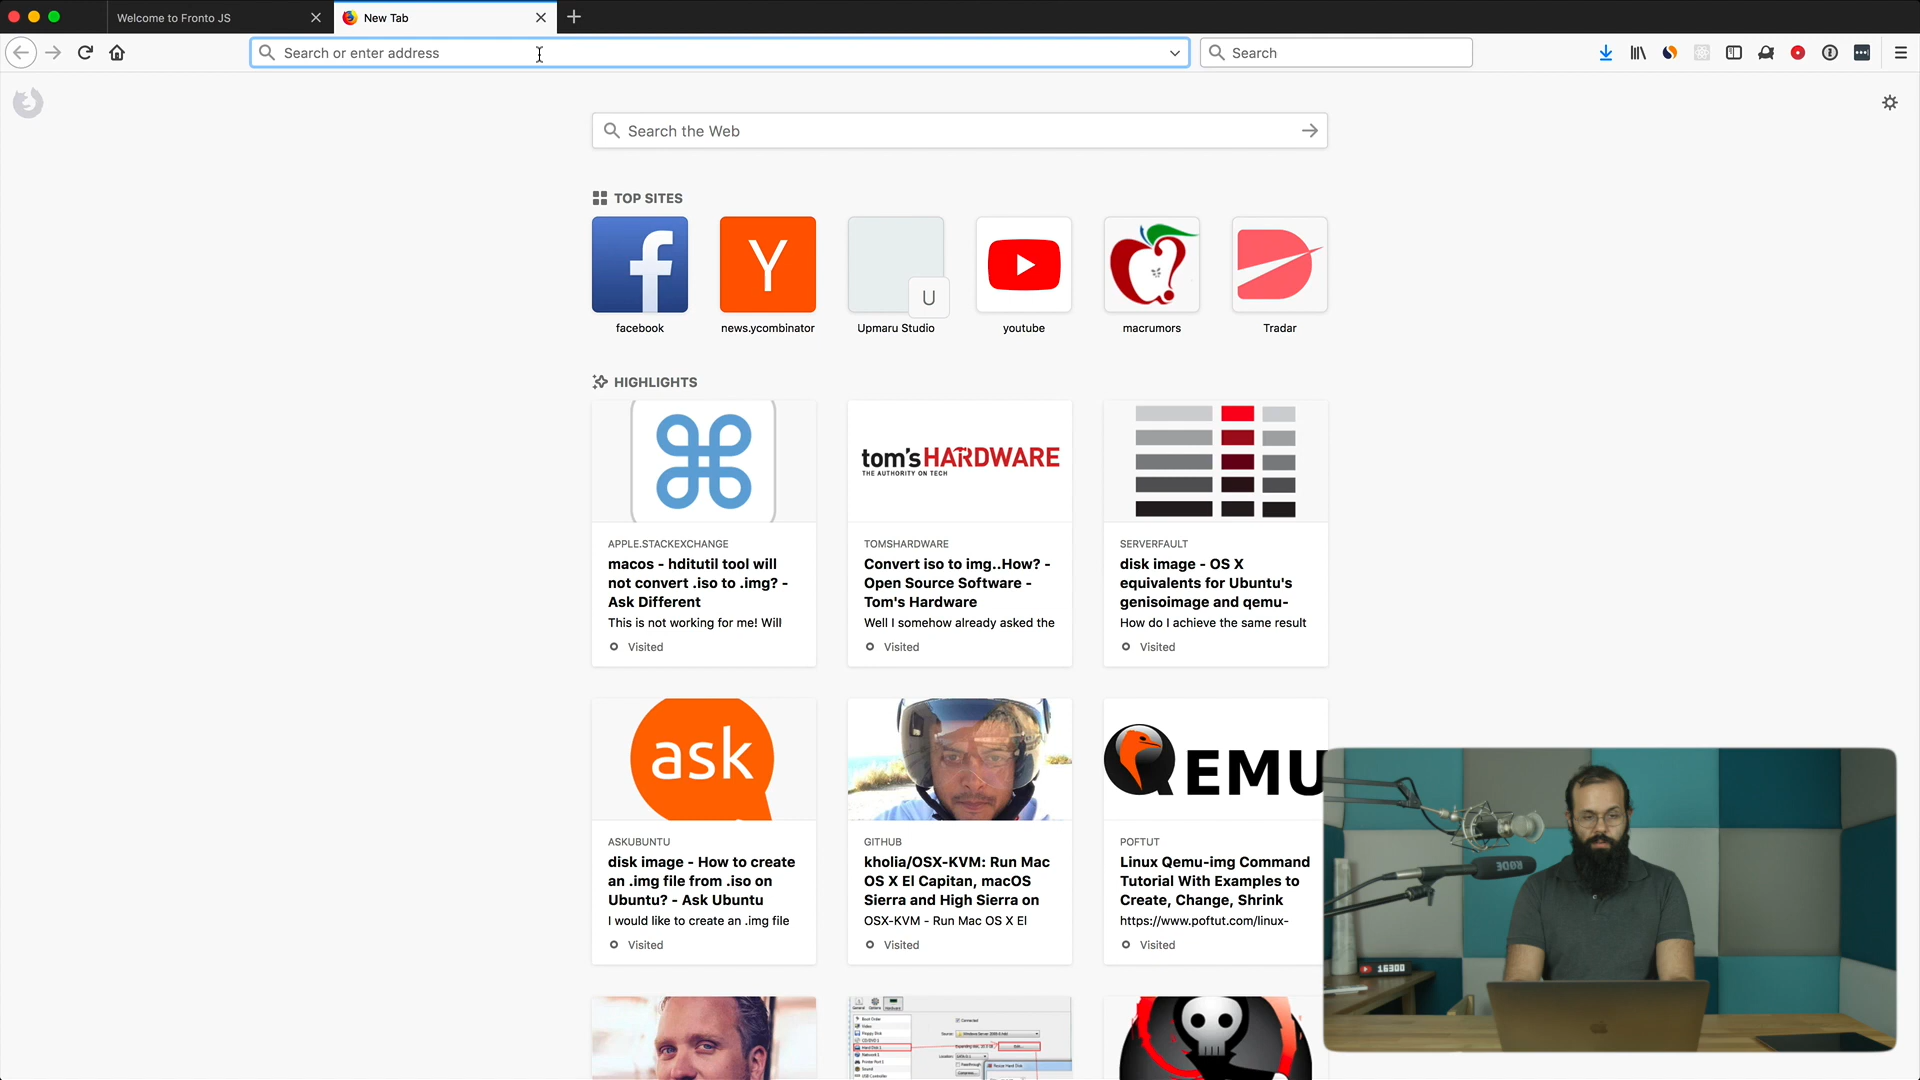 Welcome to Fronto JS
New Tab
Search or enter address
Search
Search the Web
TOP SITES
U
facebook
news.ycombinator
Upmaru Studio
youtube
macrumors
Tradar
HIGHLIGHTS
tom's HARDWARE
THE AUTHORITY ON TECH
APPLE.STACKEXCHANGE
macos - hditutil tool will
not convert .iso to .img? -
Ask Different
This is not working for me! Will
Visited
TOMSHARDWARE
Convert iso to img..How? -
Open Source Software -
Tom's Hardware
Well I somehow already asked the
Visited
SERVERFAULT
disk image - OS X
equivalents for Ubuntu's
genisoimage and qemu-
How do I achieve the same result
Visited
ask
QEMU
ASKUBUNTU
disk image - How to create
an .img file from .iso on
Ubuntu? - Ask Ubuntu
I would like to create an .img file
Visited
GITHUB
kholia/OSX-KVM: Run Mac
OS X El Capitan, macOS
Sierra and High Sierra on
OSX-KVM - Run Mac OS X El
Visited
POFTUT
Linux Qemu-img Command
Tutorial With Examples to
Create, Change, Shrink
https://www.poftut.com/linux-
Visited
RØDE
16300